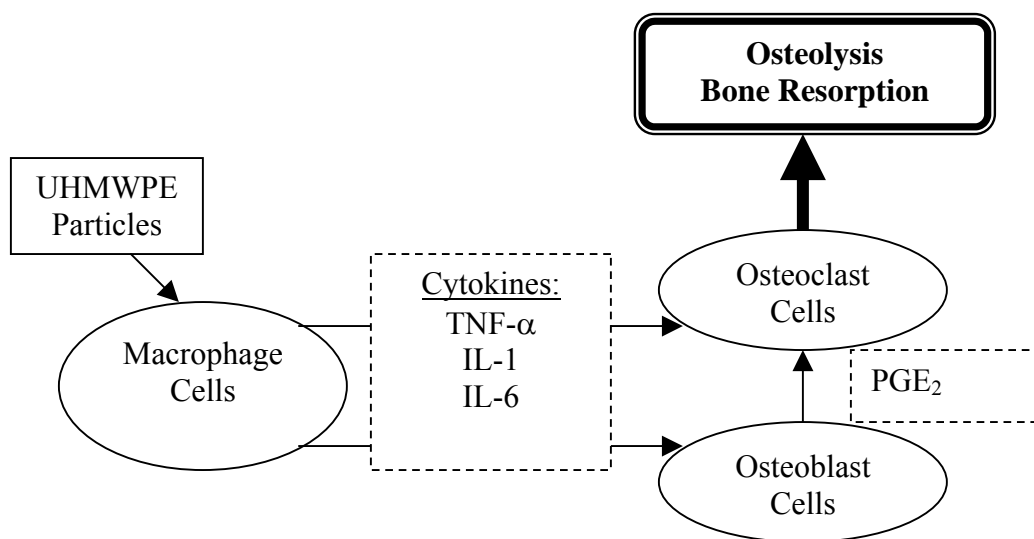 Osteolysis
Bone Resorption
UHMWPE
Particles
Macrophage
Cells
Cytokines:
TNF-α
IL-1
IL-6
Osteoclast
Cells
PGE₂
Osteoblast
Cells